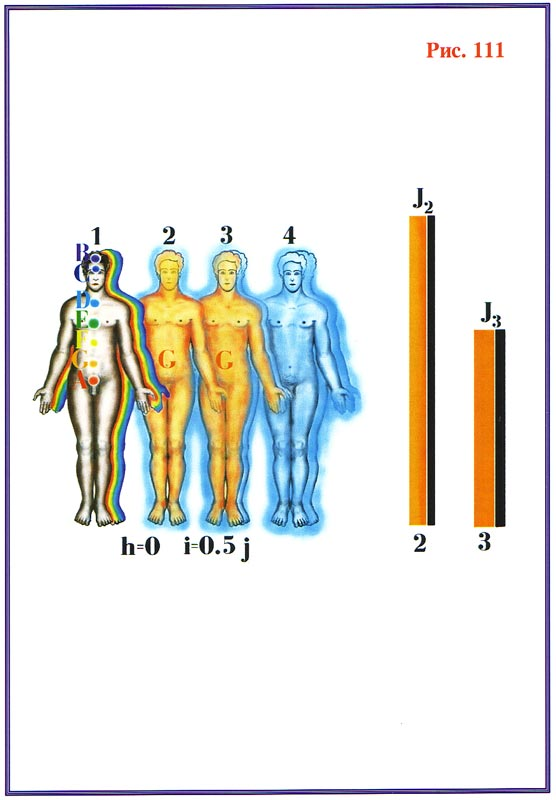 Рис. 111
J₂
1 2 3 4
B
C
D
J₃
E
F
G G G
A
h=0 i=0.5 j
2 3